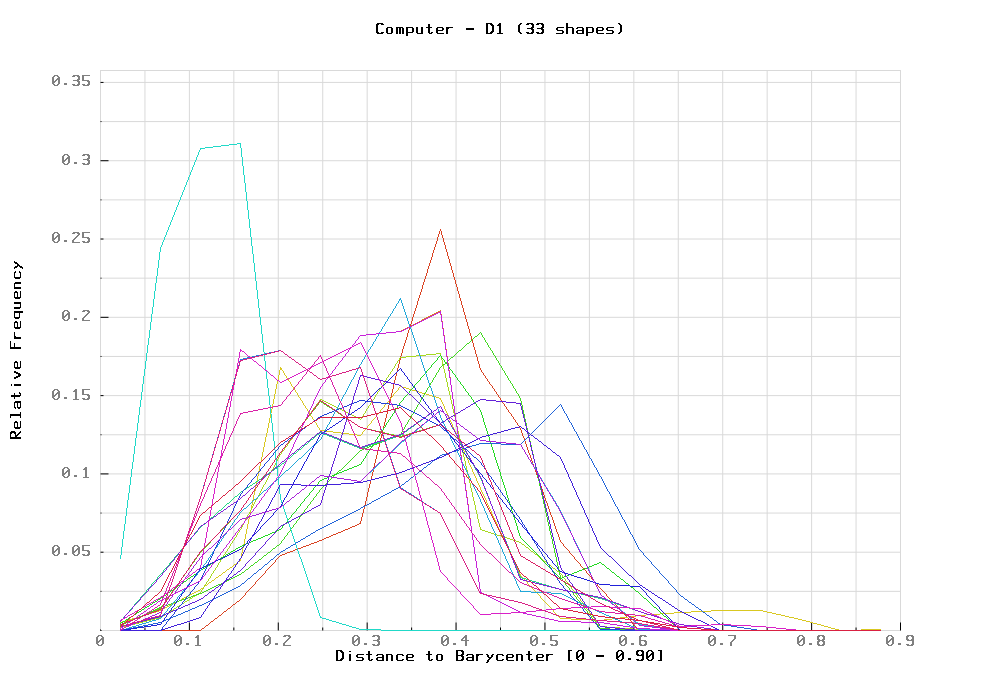 Computer - D1 (33 shapes)
0.35
0.3
0.25
0.2
0.15
0.1
0.05
Relative Frequency
0 0.1 0.2 0.3 0.4 0.5 0.6 0.7 0.8 0.9
Distance to Barycenter [0 - 0.90]